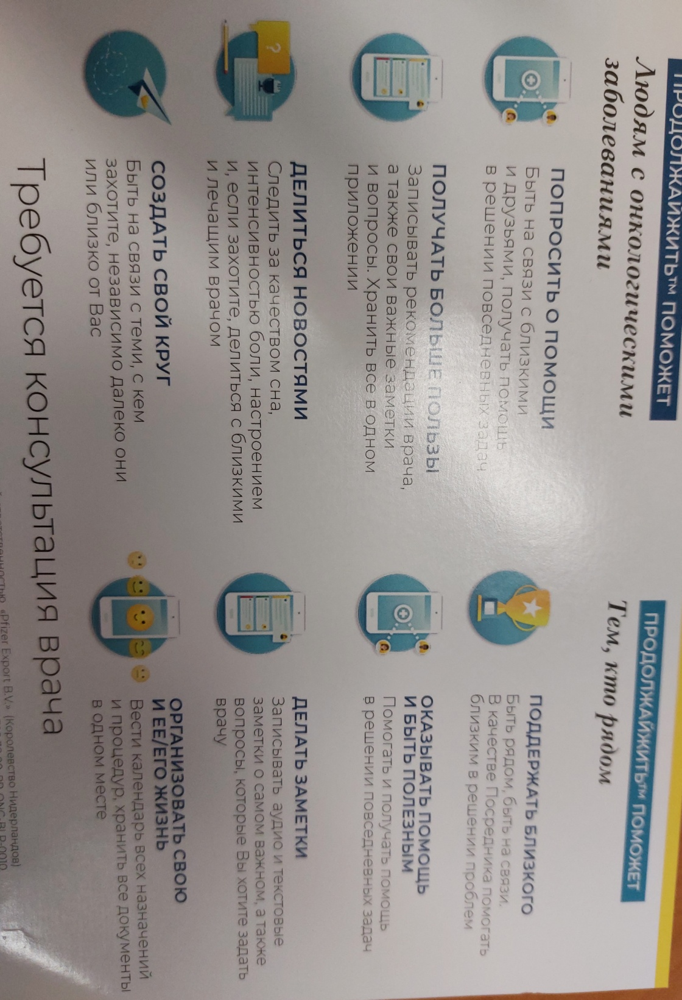 ПРОДОЛЖАЙЖИТЬ™ ПОМОЖЕТ
Людям с онкологическими
заболеваниями
ПОПРОСИТЬ О ПОМОЩИ
Быть на связи с близкими
и друзьями, получать помощь
в решении повседневных задач
ПОЛУЧАТЬ БОЛЬШЕ ПОЛЬЗЫ
Записывать рекомендации врача,
а также свои важные заметки
и вопросы. Хранить все в одном
приложении
?
ДЕЛИТЬСЯ НОВОСТЯМИ
Следить за качеством сна,
интенсивностью боли, настроением
и, если захотите, делиться с близкими
и лечащим врачом
СОЗДАТЬ СВОЙ КРУГ
Быть на связи с теми, с кем
захотите, независимо далеко они
или близко от Вас
ПРОДОЛЖАЙЖИТЬ™ ПОМОЖЕТ
Тем, кто рядом
ПОДДЕРЖАТЬ БЛИЗКОГО
Быть рядом, быть на связи.
В качестве Посредника помогать
близким в решении проблем
ОКАЗЫВАТЬ ПОМОЩЬ
И БЫТЬ ПОЛЕЗНЫМ
Помогать и получать помощь
в решении повседневных задач
ДЕЛАТЬ ЗАМЕТКИ
Записывать аудио и текстовые
заметки о самом важном, а также
вопросы, которые Вы хотите задать
врачу
ОРГАНИЗОВАТЬ СВОЮ
И ЕЕ/ЕГО ЖИЗНЬ
Вести календарь всех назначений
и процедур, хранить все документы
в одном месте
Требуется консультация врача
ответственностью «Pfizer Export B.V.» (Королевство Нидерландов)